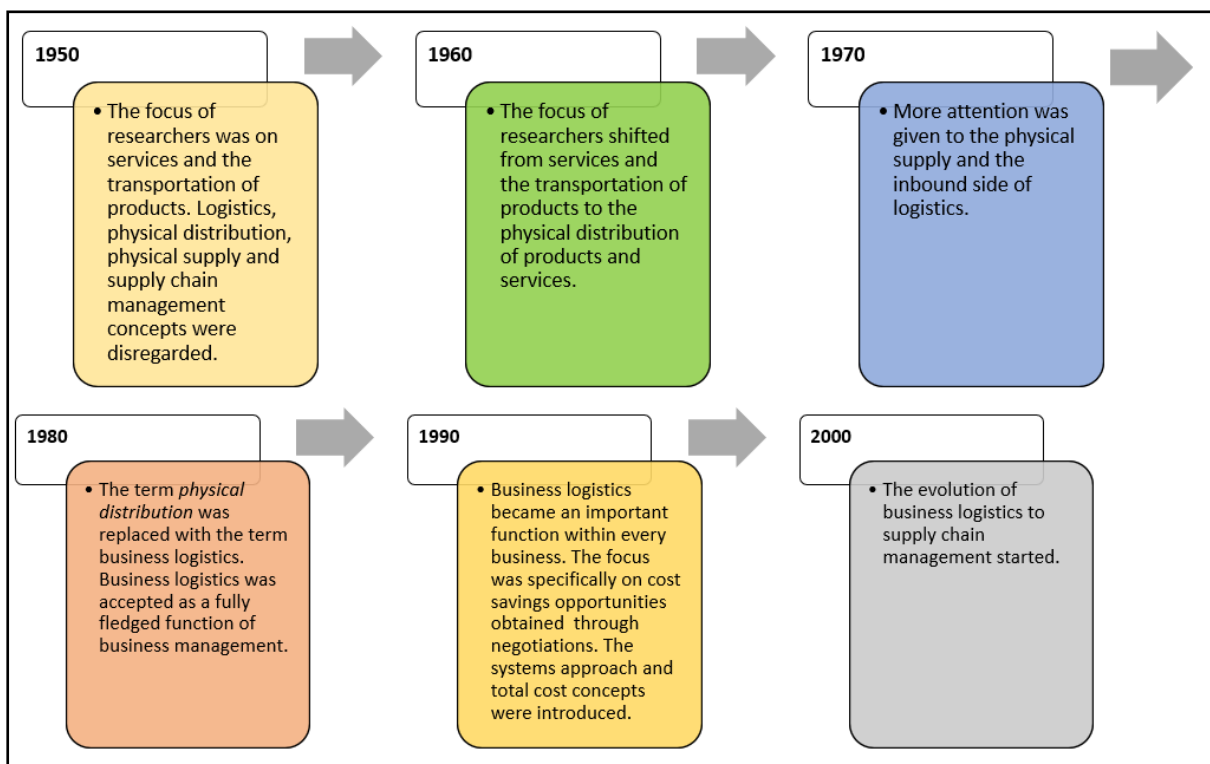 1950
• The focus of
researchers was on
services and the
transportation of
products. Logistics,
physical distribution,
physical supply and
supply chain
management
concepts were
disregarded.
1960
• The focus of
researchers shifted
from services and
the transportation of
products to the
physical distribution
of products and
services.
1970
• More attention was
given to the physical
supply and the
inbound side of
logistics.
1980
• The term physical
distribution was
replaced with the term
business logistics.
Business logistics was
accepted as a fully
fledged function of
business management.
1990
• Business logistics
became an important
function within every
business. The focus
was specifically on cost
savings opportunities
obtained through
negotiations. The
systems approach and
total cost concepts
were introduced.
2000
• The evolution of
business logistics to
supply chain
management started.